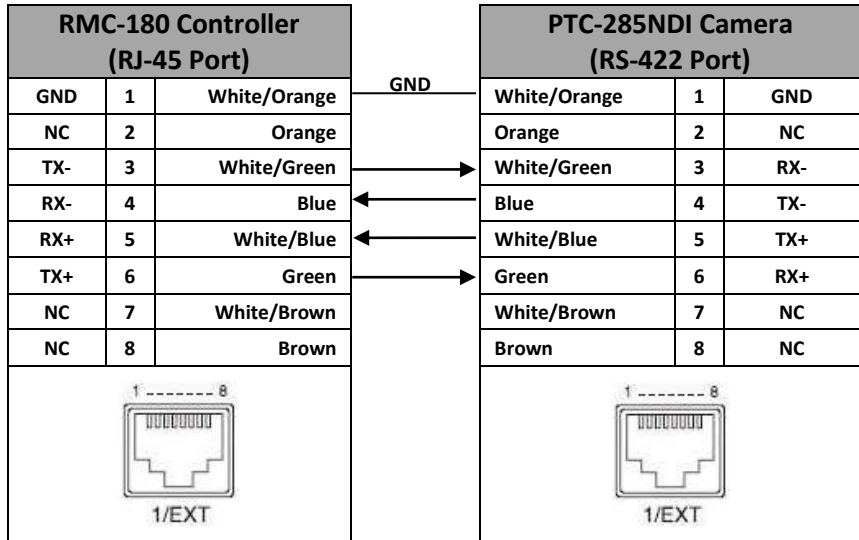 RMC-180 Controller
(RJ-45 Port)
PTC-285NDI Camera
(RS-422 Port)
GND 1 White/Orange GND White/Orange 1 GND
NC 2 Orange Orange 2 NC
TX- 3 White/Green White/Green 3 RX-
RX- 4 Blue Blue 4 TX-
RX+ 5 White/Blue White/Blue 5 TX+
TX+ 6 Green Green 6 RX+
NC 7 White/Brown White/Brown 7 NC
NC 8 Brown Brown 8 NC
1 -------- 8 1 -------- 8
1/EXT 1/EXT